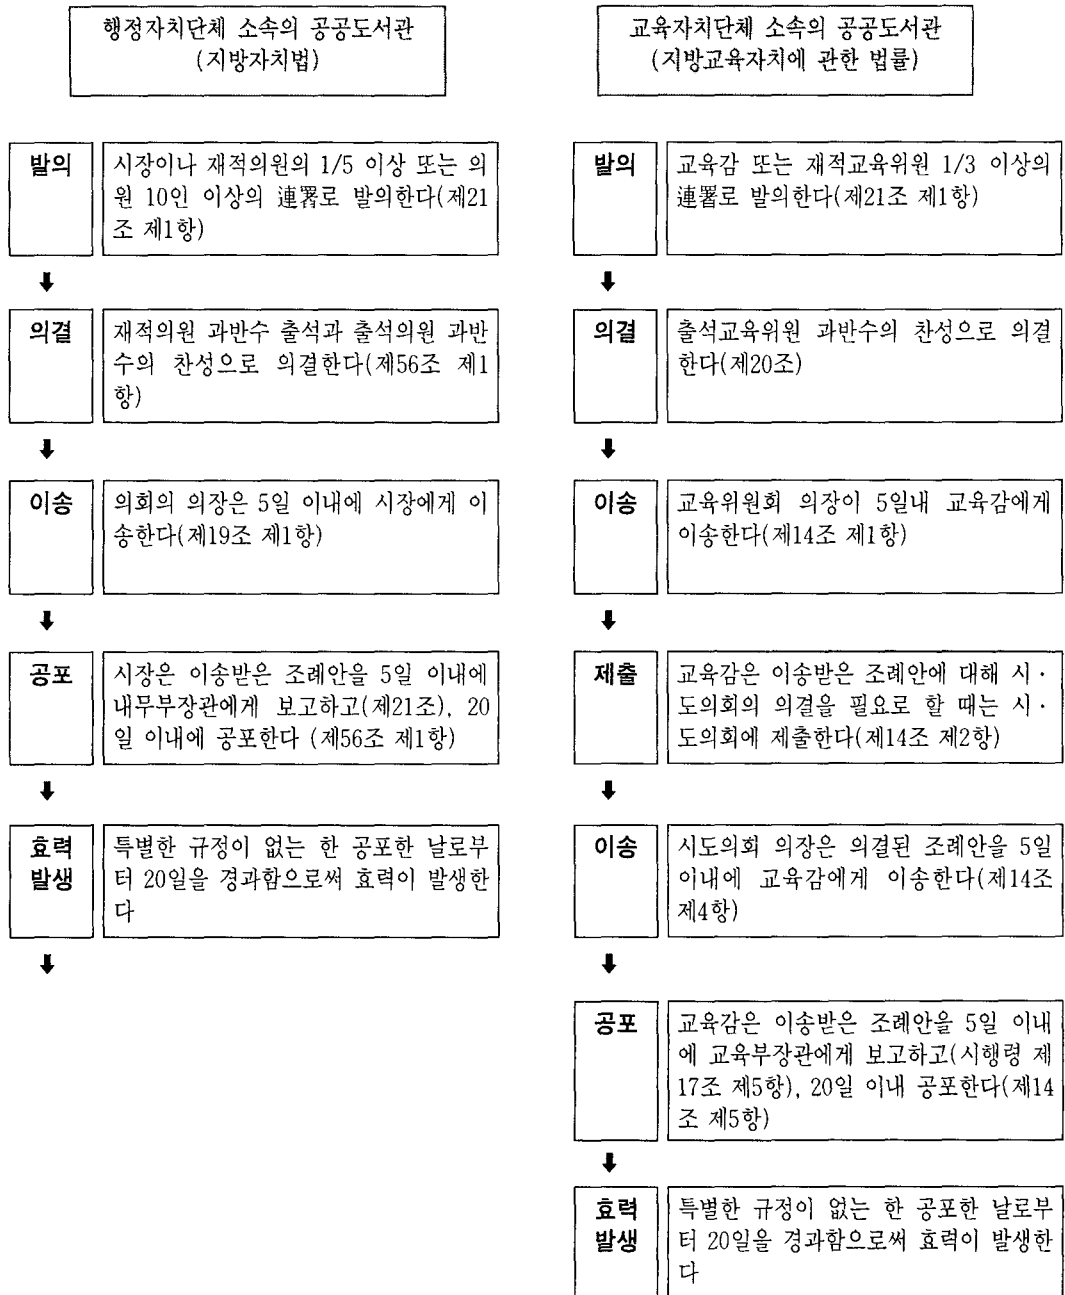 행정자치단체 소속의 공공도서관
(지방자치법)
교육자치단체 소속의 공공도서관
(지방교육자치에 관한 법률)
발의
시장이나 재적의원의 1/5 이상 또는 의
원 10인 이상의 連署로 발의한다(제21
조 제1항)
⬇
의결
재적의원 과반수 출석과 출석의원 과반
수의 찬성으로 의결한다(제56조 제1
항)
⬇
이송
의회의 의장은 5일 이내에 시장에게 이
송한다(제19조 제1항)
⬇
공포
시장은 이송받은 조례안을 5일 이내에
내무부장관에게 보고하고(제21조), 20
일 이내에 공포한다 (제56조 제1항)
⬇
효력
발생
특별한 규정이 없는 한 공포한 날로부
터 20일을 경과함으로써 효력이 발생한
다
⬇
발의
교육감 또는 재적교육위원 1/3 이상의
連署로 발의한다(제21조 제1항)
⬇
의결
출석교육위원 과반수의 찬성으로 의결
한다(제20조)
⬇
이송
교육위원회 의장이 5일내 교육감에게
이송한다(제14조 제1항)
⬇
제출
교육감은 이송받은 조례안에 대해 시·
도의회의 의결을 필요로 할 때는 시·
도의회에 제출한다(제14조 제2항)
⬇
이송
시도의회 의장은 의결된 조례안을 5일
이내에 교육감에게 이송한다(제14조
제4항)
⬇
공포
교육감은 이송받은 조례안을 5일 이내
에 교육부장관에게 보고하고(시행령 제
17조 제5항), 20일 이내 공포한다(제14
조 제5항)
⬇
효력
발생
특별한 규정이 없는 한 공포한 날로부
터 20일을 경과함으로써 효력이 발생한
다